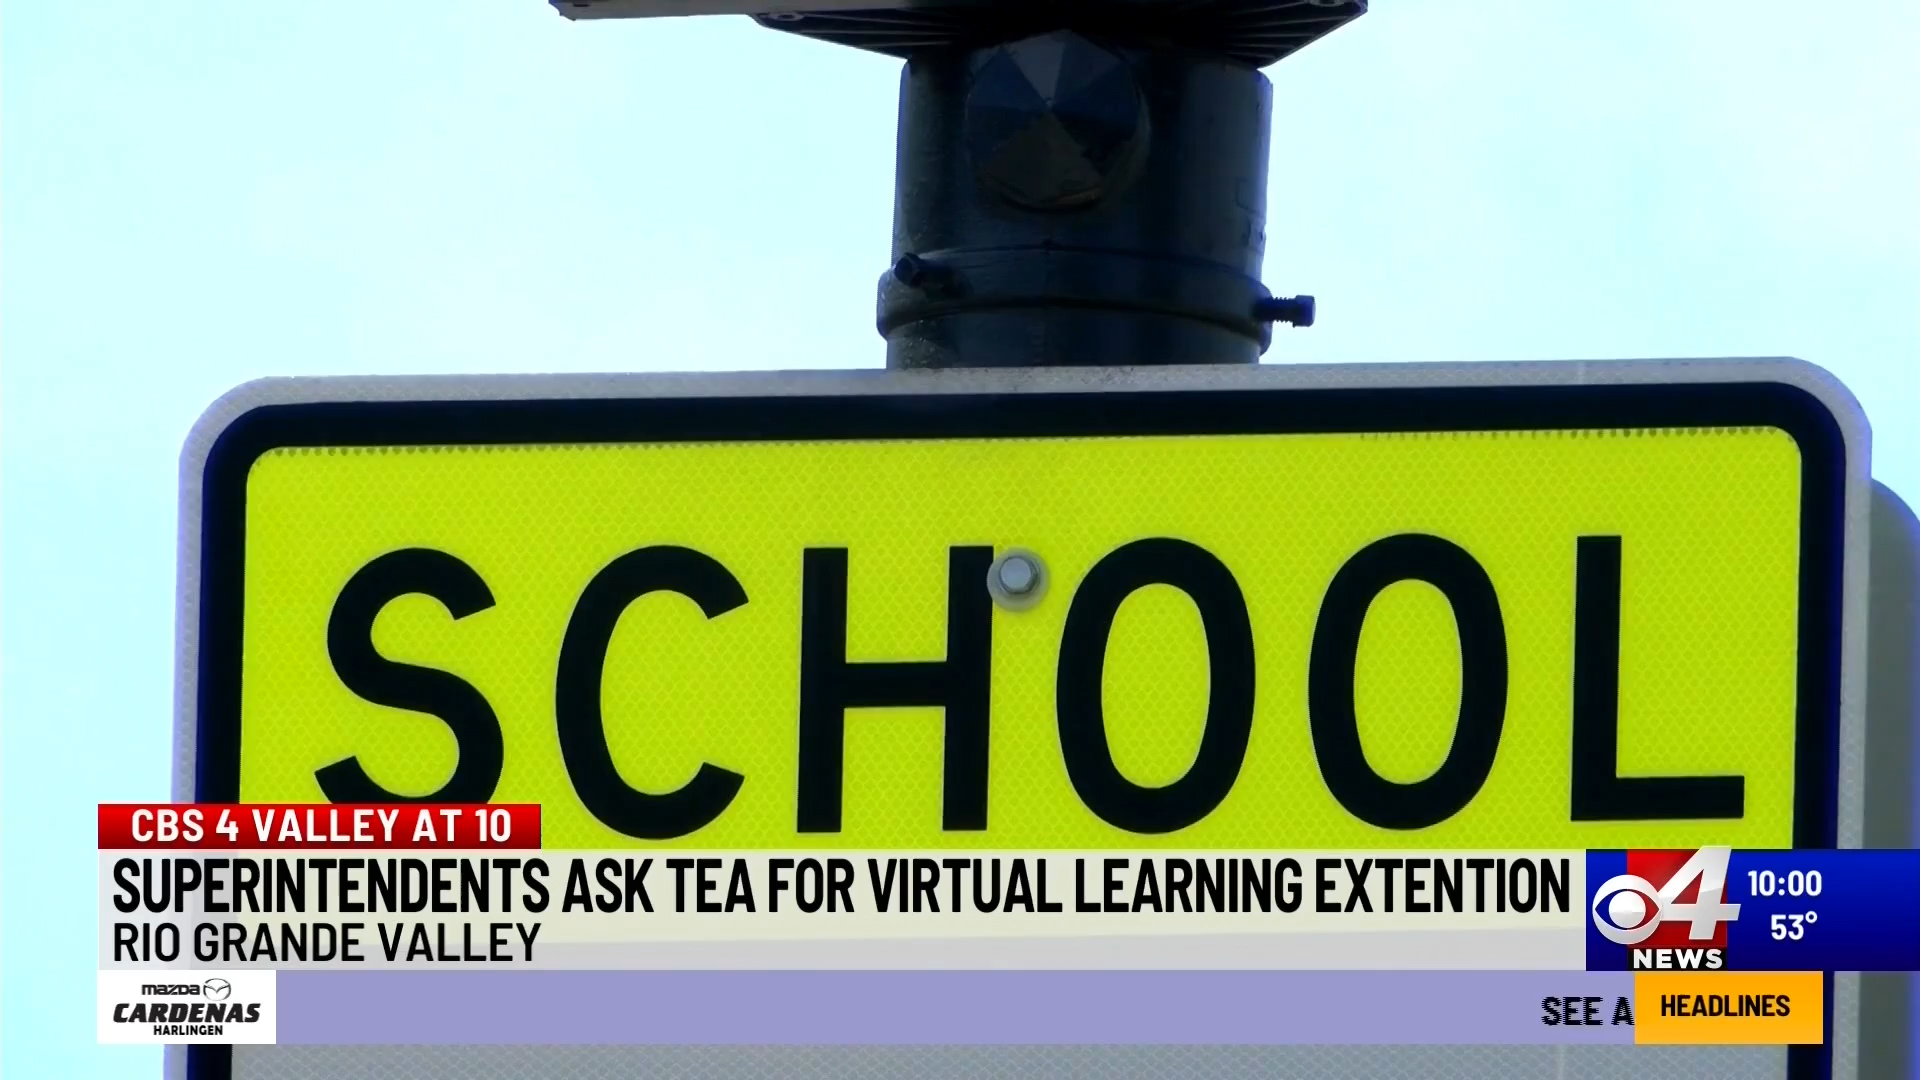 SCHOOL
CBS 4 VALLEY AT 10
SUPERINTENDENTS ASK TEA FOR VIRTUAL LEARNING EXTENTION
RIO GRANDE VALLEY
4
NEWS
10:00
53°
mazda
CARDENAS
HARLINGEN
SEE A
HEADLINES